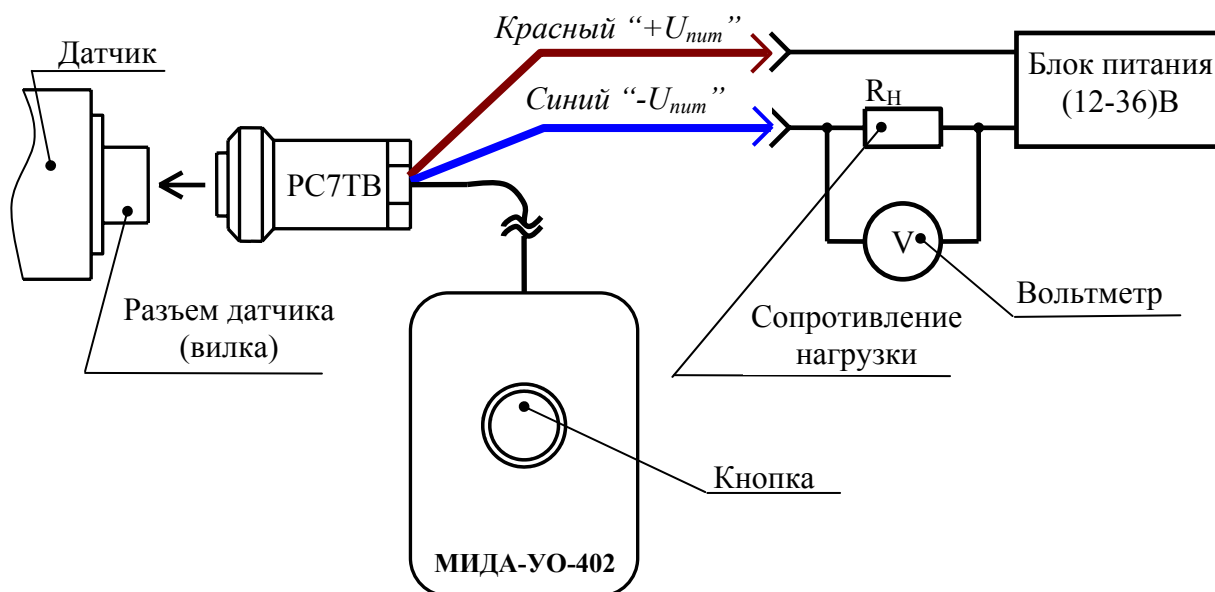 Датчик
Красный “+Uпит”
Блок питания
(12-36)В
Синий “-Uпит”
RН
РС7ТВ
V
Разъем датчика
(вилка)
Вольтметр
Сопротивление
нагрузки
Кнопка
МИДА-УО-402